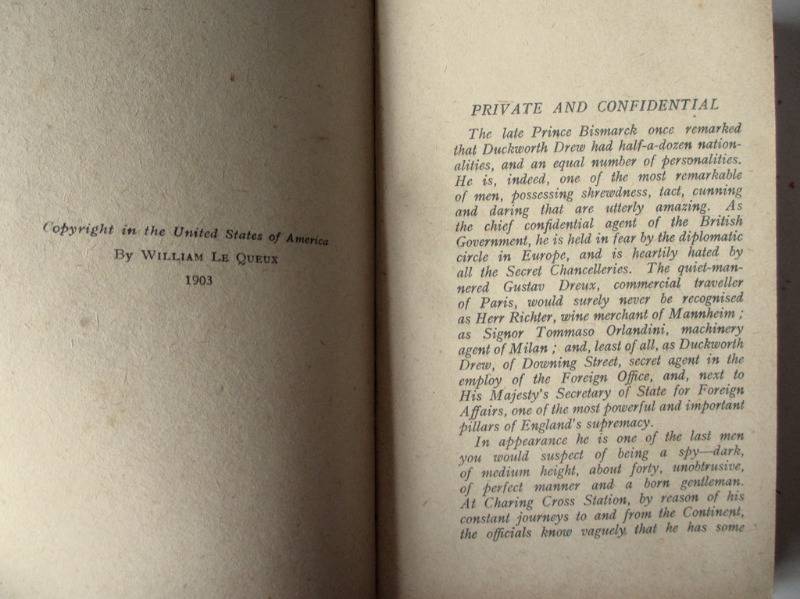 Copyright in the United States of America
By WILLIAM LE QUEUX
1903
PRIVATE AND CONFIDENTIAL
The late Prince Bismarck once remarked
that Duckworth Drew had half-a-dozen nation-
alities, and an equal number of personalities.
He is, indeed, one of the most remarkable
of men, possessing shrewdness, tact, cunning
and daring that are utterly amazing. As
the chief confidential agent of the British
Government, he is held in fear by the diplomatic
circle in Europe, and is heartily hated by
all the Secret Chancelleries. The quiet-man-
nered Gustav Dreux, commercial traveller
of Paris, would surely never be recognised
as Herr Richter, wine merchant of Mannheim ;
as Signor Tommaso Orlandini, machinery
agent of Milan ; and, least of all, as Duckworth
Drew, of Downing Street, secret agent in the
employ of the Foreign Office, and, next to
His Majesty's Secretary of State for Foreign
Affairs, one of the most powerful and important
pillars of England's supremacy.
In appearance he is one of the last men
you would suspect of being a spy—dark,
of medium height, about forty, unobtrusive,
of perfect manner and a born gentleman.
At Charing Cross Station, by reason of his
constant journeys to and from the Continent,
the officials know vaguely that he has some